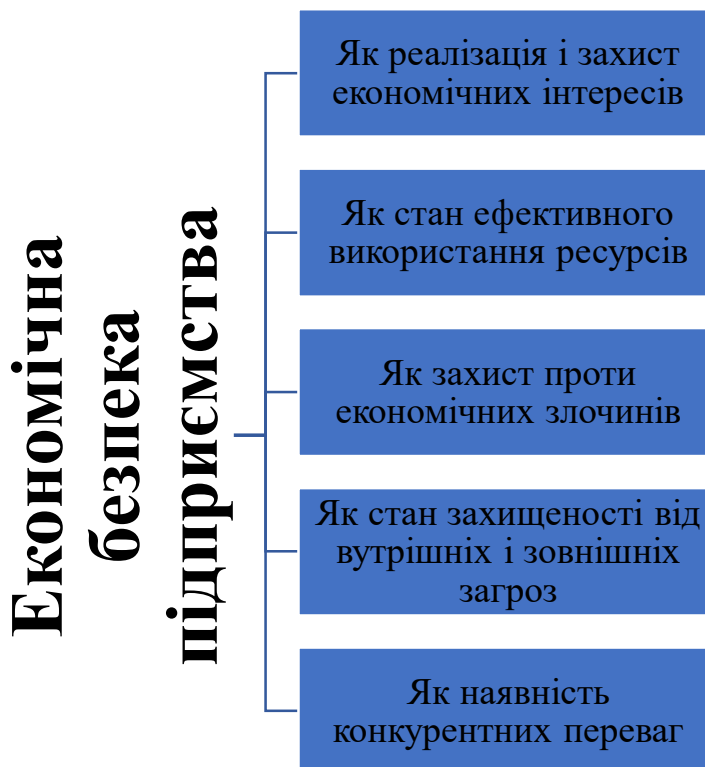 Економічна
безпека
підприємства
Як реалізація і захист
економічних інтересів
Як стан ефективного
використання ресурсів
Як захист проти
економічних злочинів
Як стан захищеності від
вутрішніх і зовнішніх
загроз
Як наявність
конкурентних переваг